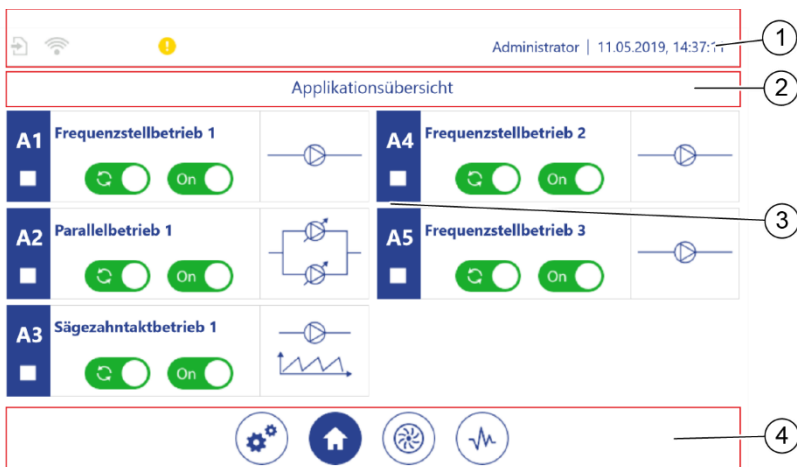 Administrator | 11.05.2019, 14:37:11
1
Applikationsübersicht
2
A1 Frequenzstellbetrieb 1
On
A4 Frequenzstellbetrieb 2
On
3
A2 Parallelbetrieb 1
On
A5 Frequenzstellbetrieb 3
On
A3 Sägezahntaktbetrieb 1
On
4